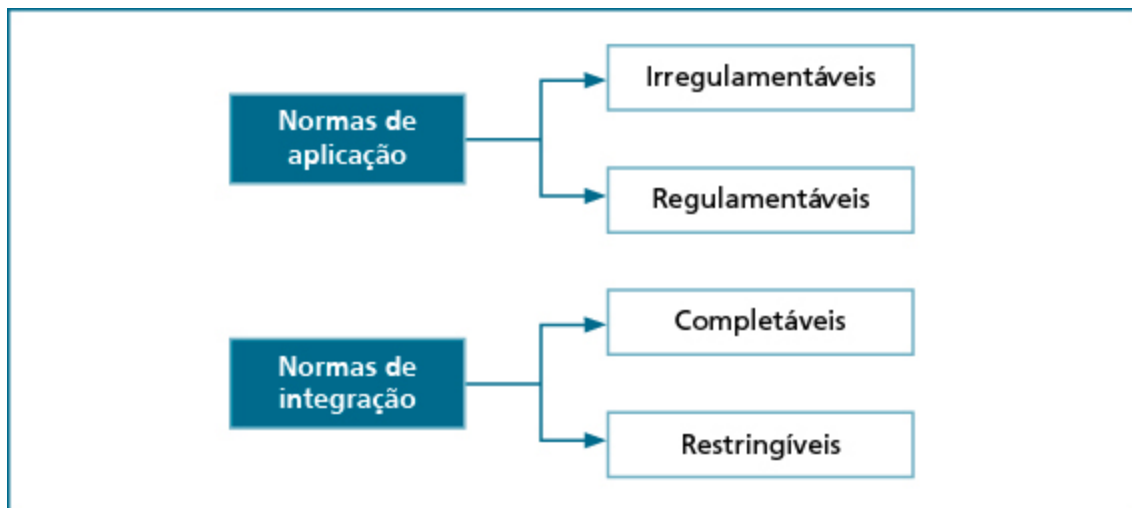 Normas de
aplicação
Irregulamentáveis
Regulamentáveis
Normas de
integração
Completáveis
Restringíveis